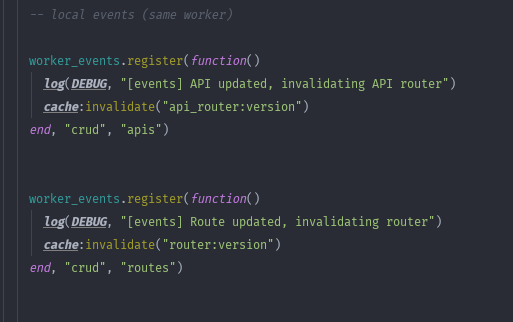 -- local events (same worker)
worker_events.register(function()
log(DEBUG, "[events] API updated, invalidating API router")
cache:invalidate("api_router:version")
end, "crud", "apis")
worker_events.register(function()
log(DEBUG, "[events] Route updated, invalidating router")
cache:invalidate("router:version")
end, "crud", "routes")